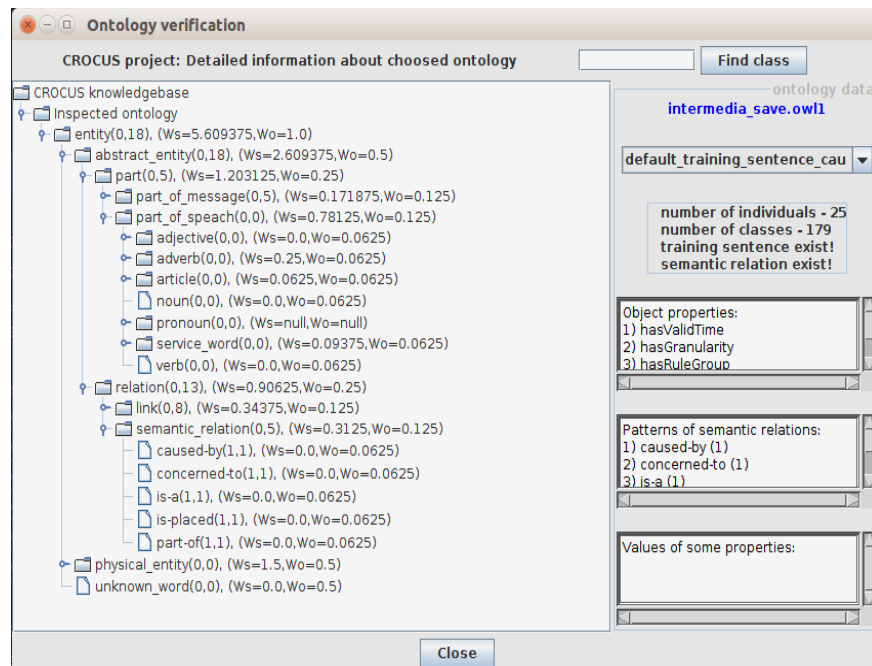 Ontology verification
CROCUS project: Detailed information about choosed ontology
Find class
CROCUS knowledgebase
Inspected ontology
entity(0,18), (Ws=5.609375,Wo=1.0)
abstract_entity(0,18), (Ws=2.609375,Wo=0.5)
part(0,5), (Ws=1.203125,Wo=0.25)
part_of_message(0,5), (Ws=0.171875,Wo=0.125)
part_of_speach(0,0), (Ws=0.78125,Wo=0.125)
adjective(0,0), (Ws=0.0,Wo=0.0625)
adverb(0,0), (Ws=0.25,Wo=0.0625)
article(0,0), (Ws=0.0625,Wo=0.0625)
noun(0,0), (Ws=0.0,Wo=0.0625)
pronoun(0,0), (Ws=null,Wo=null)
service_word(0,0), (Ws=0.09375,Wo=0.0625)
verb(0,0), (Ws=0.0,Wo=0.0625)
relation(0,13), (Ws=0.90625,Wo=0.25)
link(0,8), (Ws=0.34375,Wo=0.125)
semantic_relation(0,5), (Ws=0.3125,Wo=0.125)
caused-by(1,1), (Ws=0.0,Wo=0.0625)
concerned-to(1,1), (Ws=0.0,Wo=0.0625)
is-a(1,1), (Ws=0.0,Wo=0.0625)
is-placed(1,1), (Ws=0.0,Wo=0.0625)
part-of(1,1), (Ws=0.0,Wo=0.0625)
physical_entity(0,0), (Ws=1.5,Wo=0.5)
unknown_word(0,0), (Ws=0.0,Wo=0.5)
ontology data
intermedia_save.owl1
default_training_sentence_cau
number of individuals - 25
number of classes - 179
training sentence exist!
semantic relation exist!
Object properties:
1) hasValidTime
2) hasGranularity
3) hasRuleGroup
Patterns of semantic relations:
1) caused-by (1)
2) concerned-to (1)
3) is-a (1)
Values of some properties:
Close